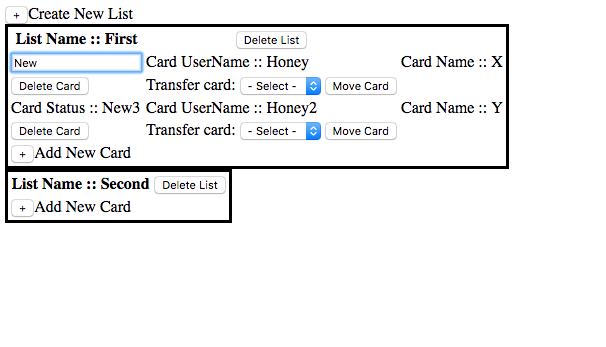 + Create New List
List Name :: First Delete List
New Card UserName :: Honey Card Name :: X
Delete Card Transfer card: - Select - Move Card
Card Status :: New3 Card UserName :: Honey2 Card Name :: Y
Delete Card Transfer card: - Select - Move Card
+ Add New Card
List Name :: Second Delete List
+ Add New Card